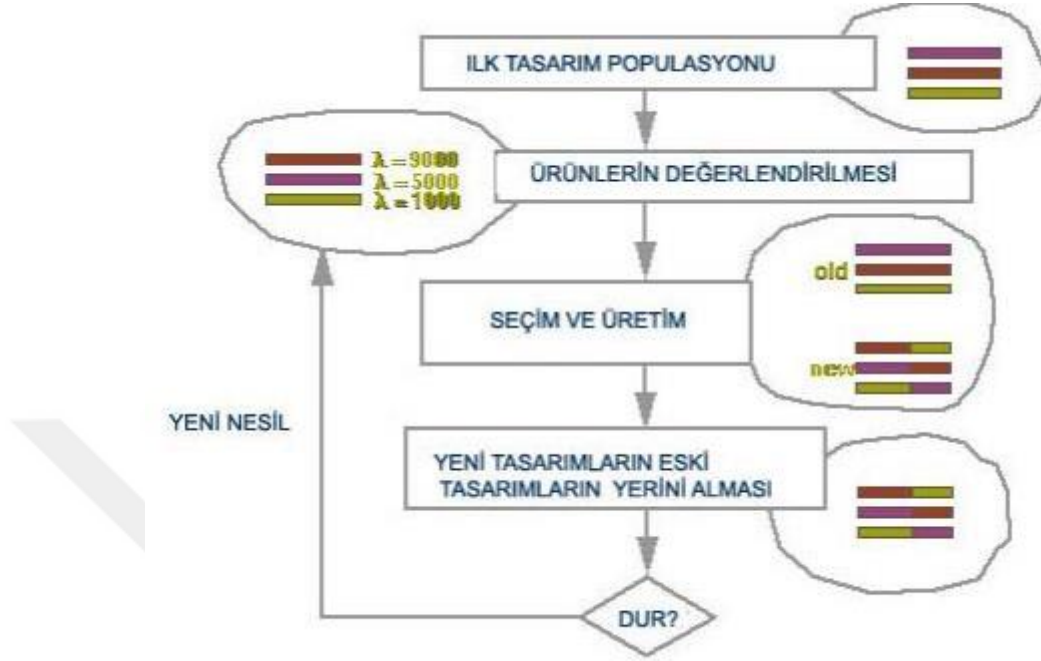 ILK TASARIM POPULASYONU
λ = 9000
λ = 5000
λ = 1000
ÜRÜNLERİN DEĞERLENDİRİLMESİ
old
SEÇİM VE ÜRETİM
new
YENİ NESİL
YENİ TASARIMLARIN ESKİ
TASARIMLARIN YERİNİ ALMASI
DUR?